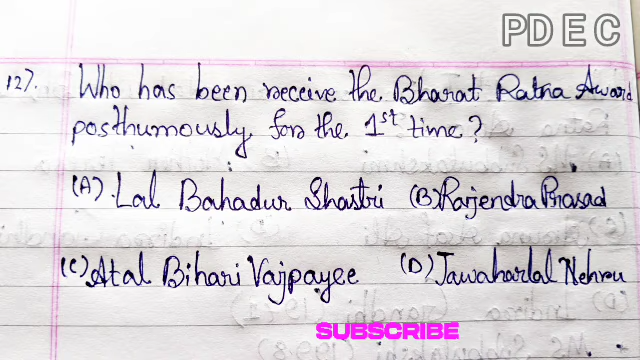 PDEC
127. Who has been receive the Bharat Ratna Award
posthumously for the 1st time?
(A) Lal Bahadur Shastri (B) Rajendra Prasad
(C) Atal Bihari Vajpayee (D) Jawaharlal Nehru
SUBSCRIBE